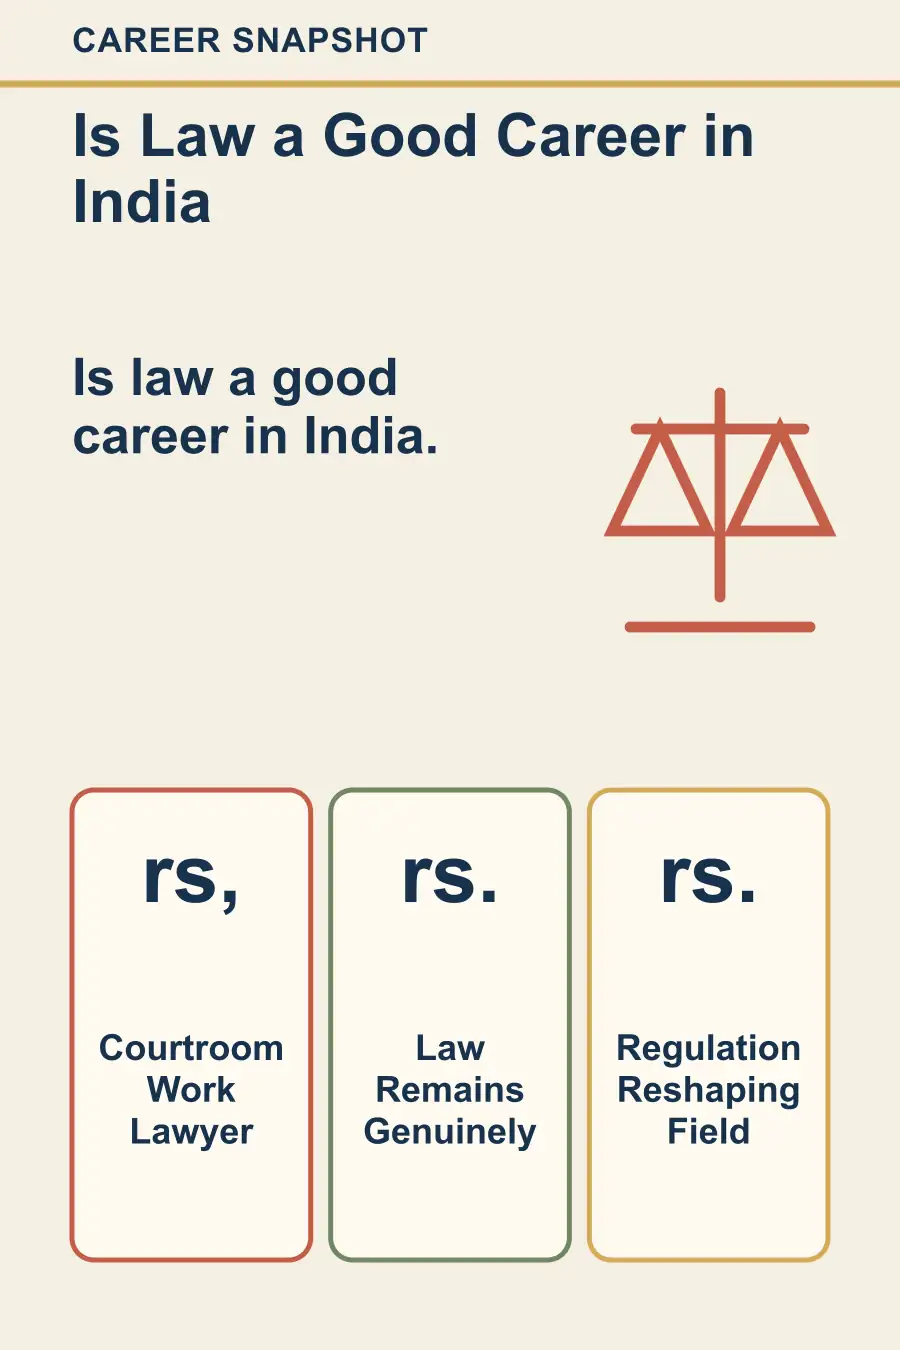 CAREER SNAPSHOT
Is Law a Good Career in
India
Is law a good
career in India.
rs,
Courtroom
Work
Lawyer
rs.
Law
Remains
Genuinely
rs.
Regulation
Reshaping
Field